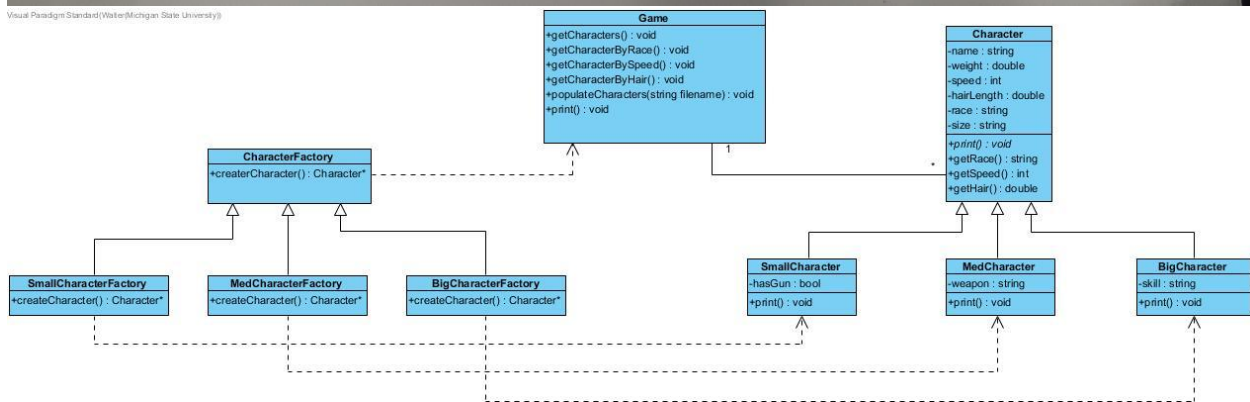 Visual Paradigm Standard(Walter(Michigan State University))
Game
+getCharacters() : void
+getCharacterByRace() : void
+getCharacterBySpeed() : void
+getCharacterByHair() : void
+populateCharacters(string filename) : void
+print() : void
1
*
Character
-name : string
-weight : double
-speed : int
-hairLength : double
-race : string
-size : string
+print() : void
+getRace() : string
+getSpeed() : int
+getHair() : double
CharacterFactory
+createrCharacter() : Character*
SmallCharacterFactory
+createCharacter() : Character*
MedCharacterFactory
+createCharacter() : Character*
BigCharacterFactory
+createCharacter() : Character*
SmallCharacter
-hasGun : bool
+print() : void
MedCharacter
-weapon : string
+print() : void
BigCharacter
-skill : string
+print() : void